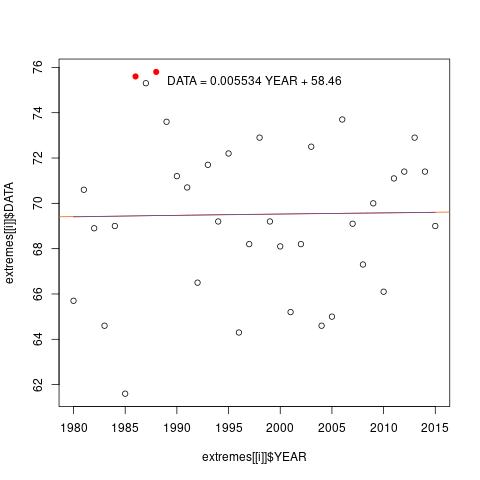 DATA = 0.005534 YEAR + 58.46
76
74
72
70
68
66
64
62
extremes[[i]]$DATA
1980 1985 1990 1995 2000 2005 2010 2015
extremes[[i]]$YEAR